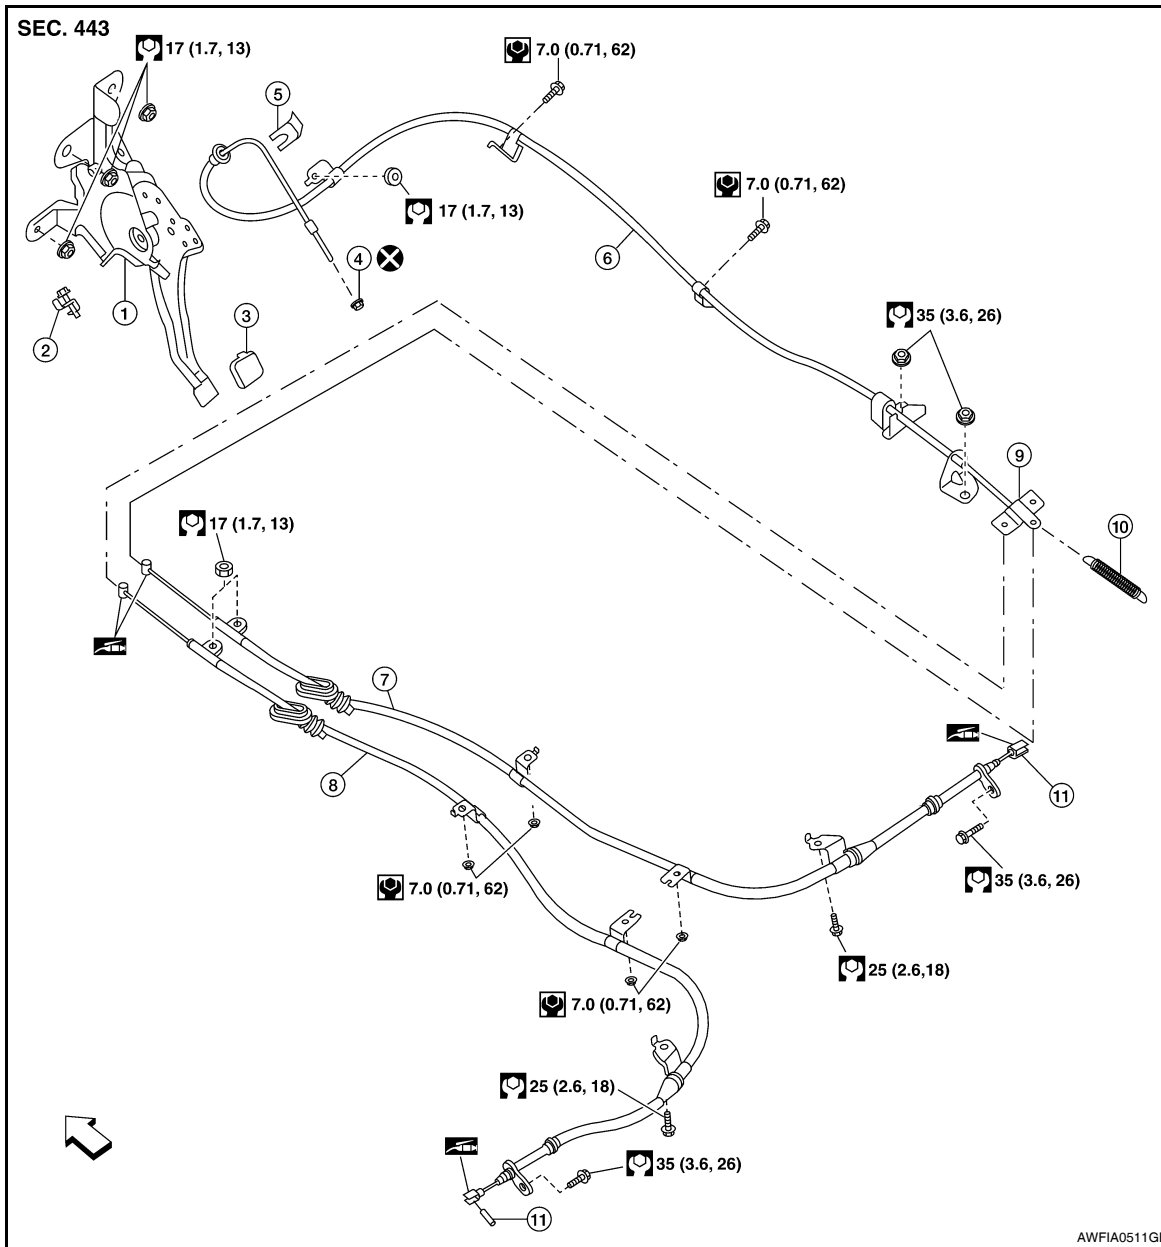 SEC. 443
17 (1.7, 13)
7.0 (0.71, 62)
5
7.0 (0.71, 62)
17 (1.7, 13)
6
4
1
2
3
35 (3.6, 26)
9
10
17 (1.7, 13)
7
8
11
35 (3.6, 26)
7.0 (0.71, 62)
25 (2.6,18)
7.0 (0.71, 62)
25 (2.6, 18)
35 (3.6, 26)
11